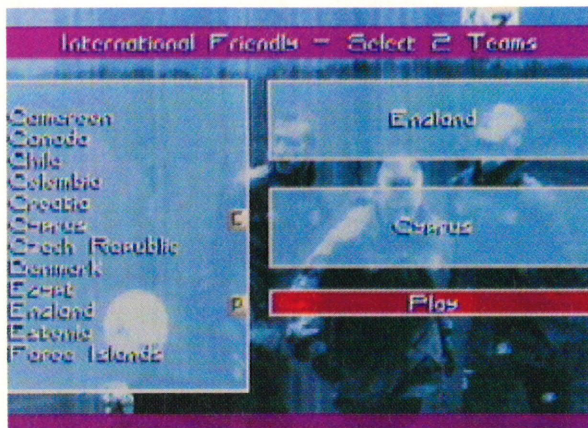 International Friendly - Select 2 Teams
Cameroon
Canada
Chile
Colombia
Croatia
Cyprus
Czech Republic
Denmark
Egypt
England
Estonia
Faroe Islands
P
England
Cyprus
Play